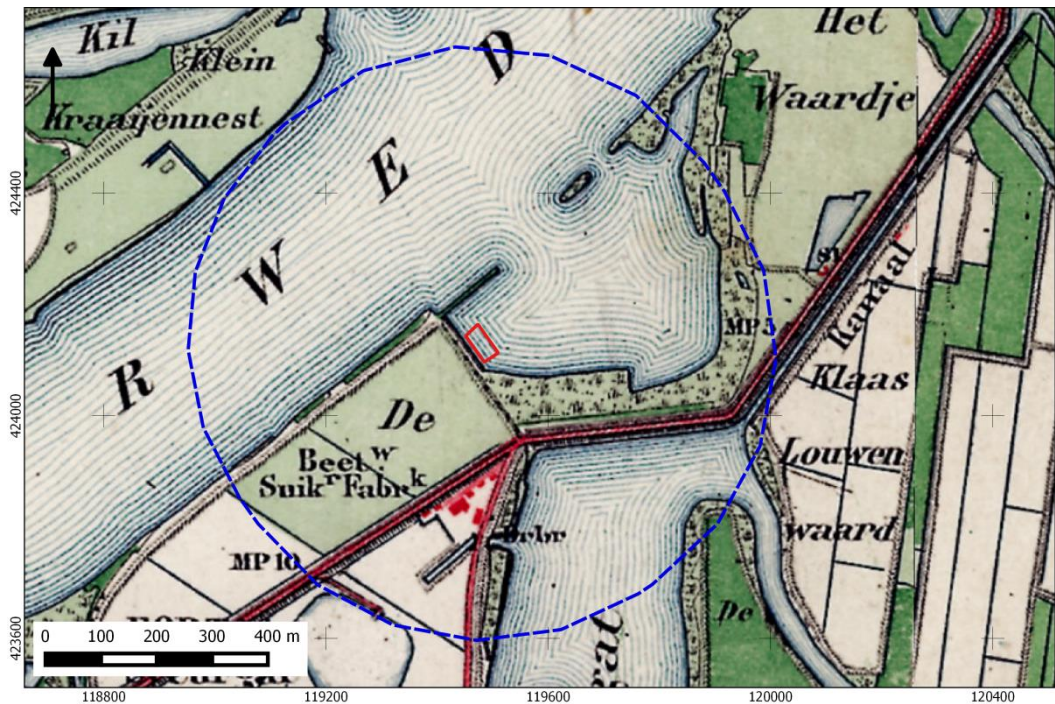 Kil
Klein
Kraaijennest
R W E D
Het
Waardje
MP 5
Kanaal
Klaas
Louwen
waard
De
Beetw
Suikr Fabrk
MP 10
De
424400
424000
423600
0 100 200 300 400 m
118800 119200 119600 120000 120400